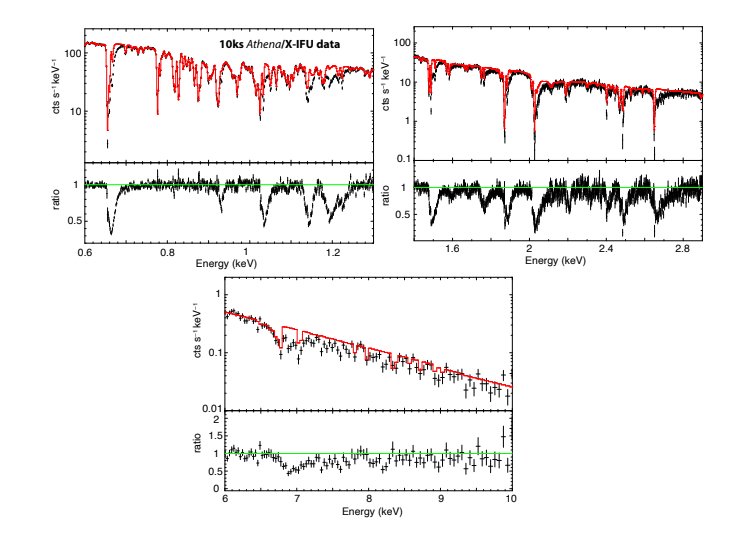 10ks Athena/X-IFU data
cts s⁻¹ keV⁻¹
100
10
ratio
1
0.5
0.6 0.8 1 1.2
Energy (keV)
cts s⁻¹ keV⁻¹
100
10
1
0.1
ratio
1
0.5
1.6 2 2.4 2.8
Energy (keV)
cts s⁻¹ keV⁻¹
1
0.1
0.01
ratio
2
1.5
1
0.5
0
6 7 8 9 10
Energy (keV)